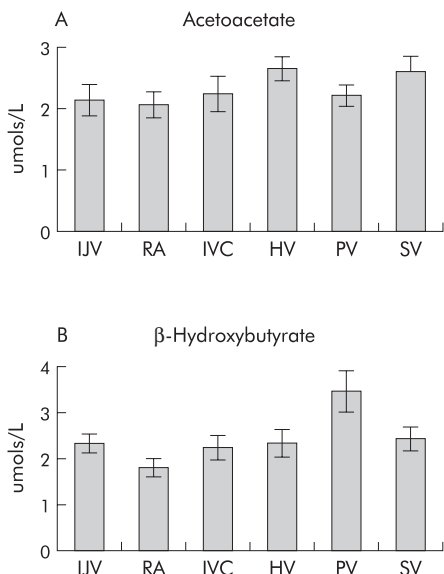 A Acetoacetate
3
2
1
0
umols/L
IJV RA IVC HV PV SV
B β-Hydroxybutyrate
4
3
2
1
0
umols/L
IJV RA IVC HV PV SV